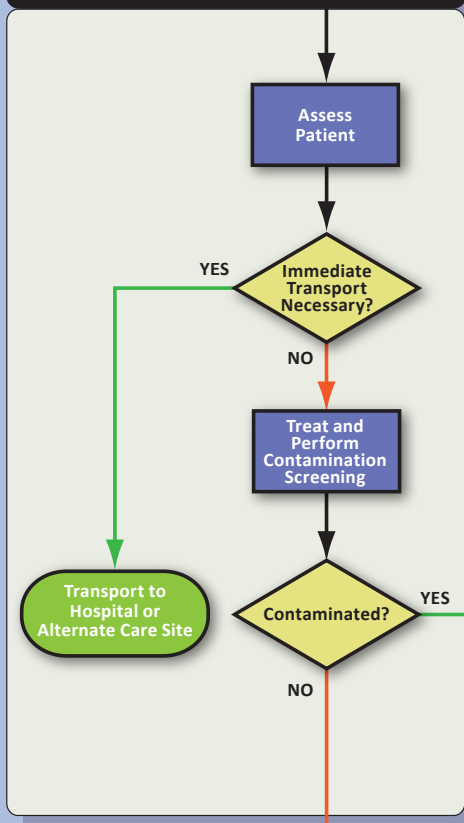 Assess
Patient
YES
Immediate
Transport
Necessary?
NO
Treat and
Perform
Contamination
Screening
Transport to
Hospital or
Alternate Care Site
Contaminated?
YES
NO